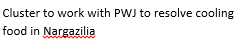 Cluster to work with PWJ to resolve cooling
food in Nargazilia